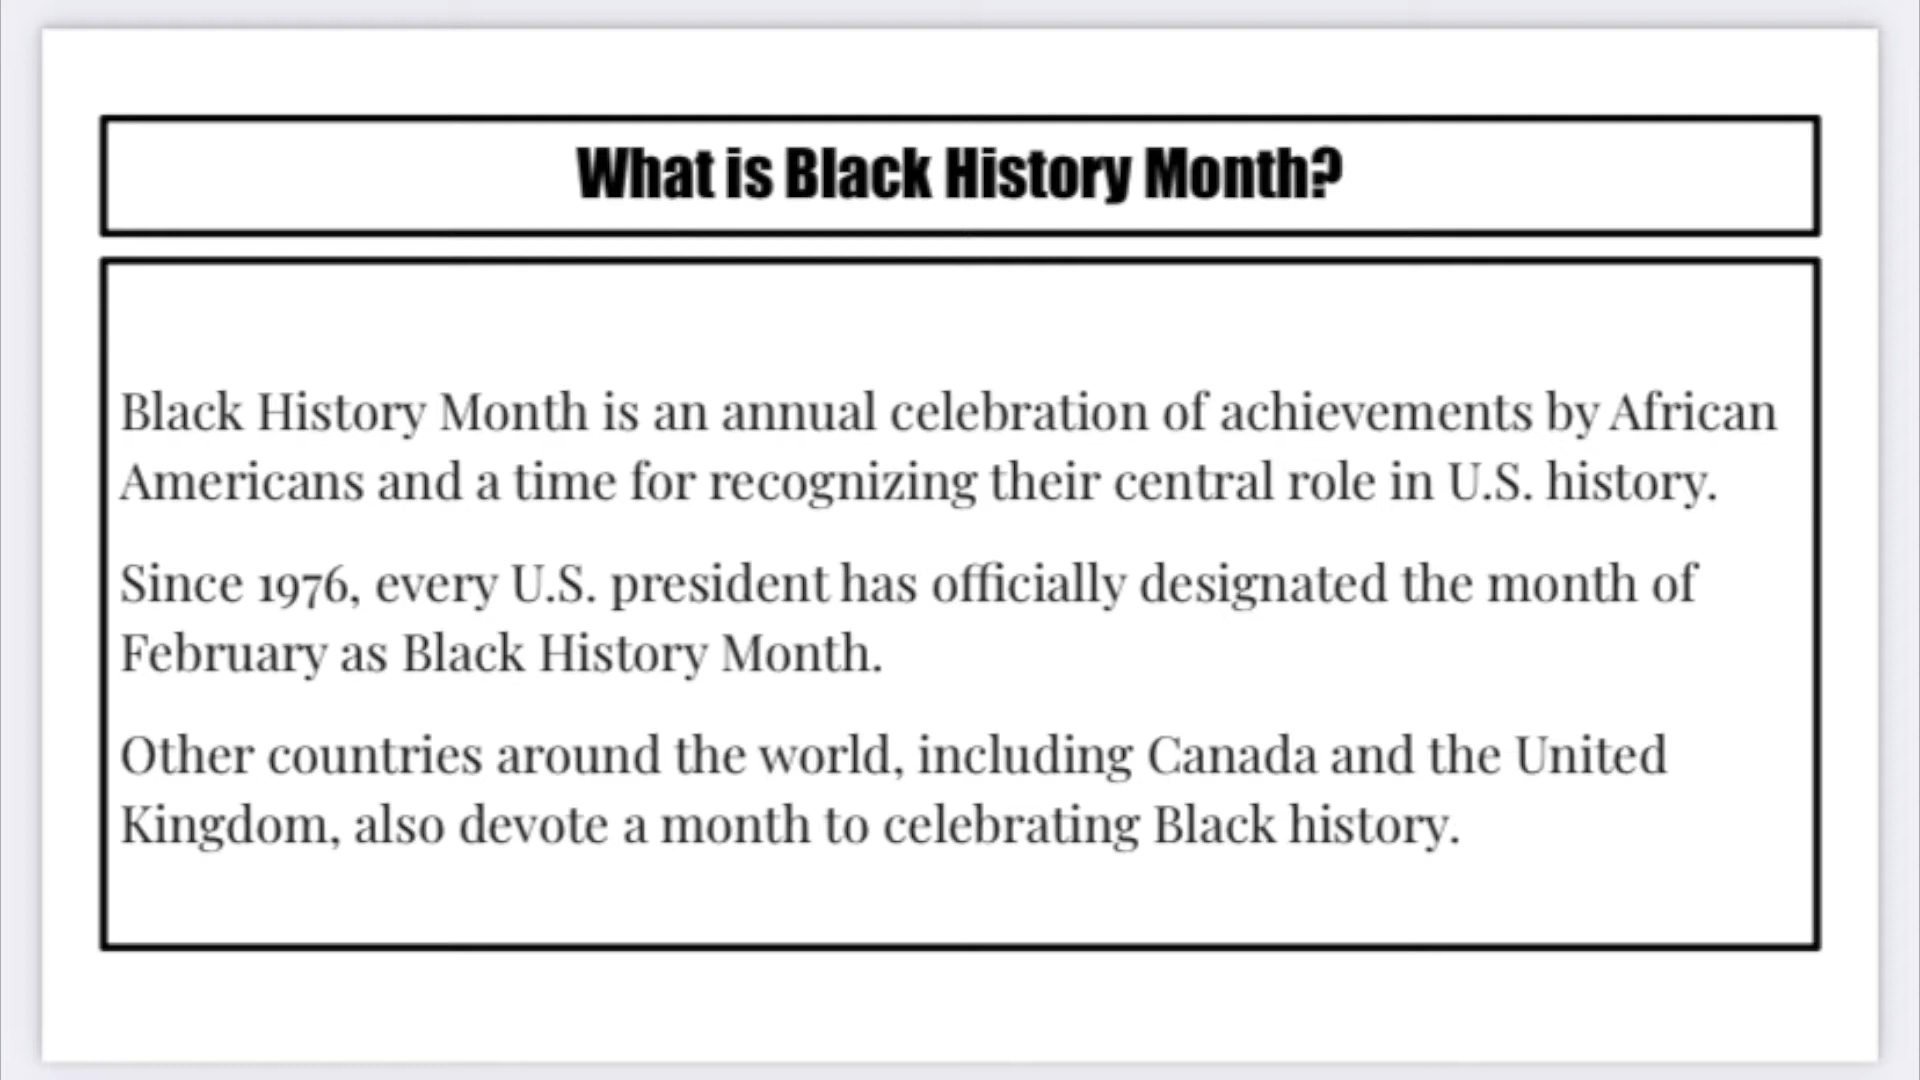 What is Black History Month?
Black History Month is an annual celebration of achievements by African
Americans and a time for recognizing their central role in U.S. history.
Since 1976, every U.S. president has officially designated the month of
February as Black History Month.
Other countries around the world, including Canada and the United
Kingdom, also devote a month to celebrating Black history.